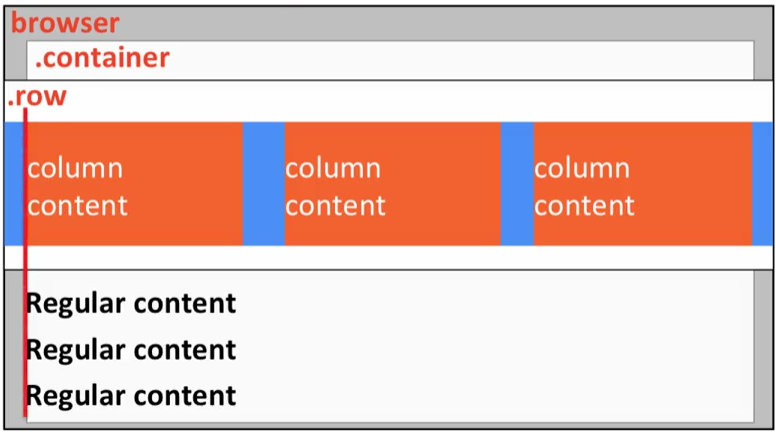 browser
.container
.row
column
content
column
content
column
content
Regular content
Regular content
Regular content